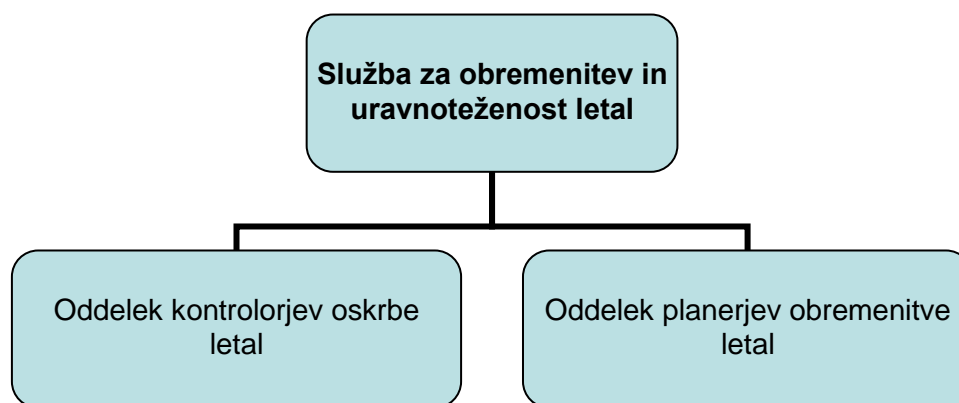 Služba za obremenitev in
uravnoteženost letal
Oddelek kontrolorjev oskrbe
letal
Oddelek planerjev obremenitve
letal